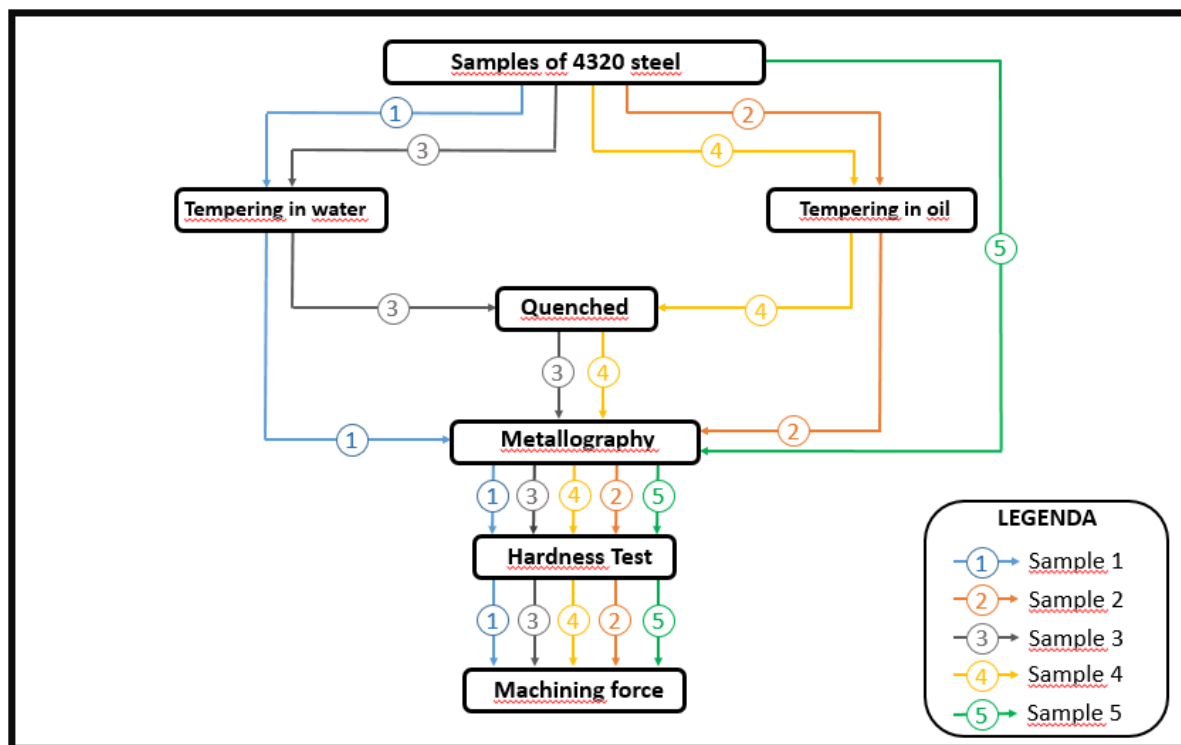 Samples of 4320 steel
1
2
3
4
Tempering in water
Tempering in oil
5
Quenched
3
4
3
4
Metallography
1
2
1
3
4
2
5
Hardness Test
1
3
4
2
5
Machining force
LEGENDA
1 Sample 1
2 Sample 2
3 Sample 3
4 Sample 4
5 Sample 5